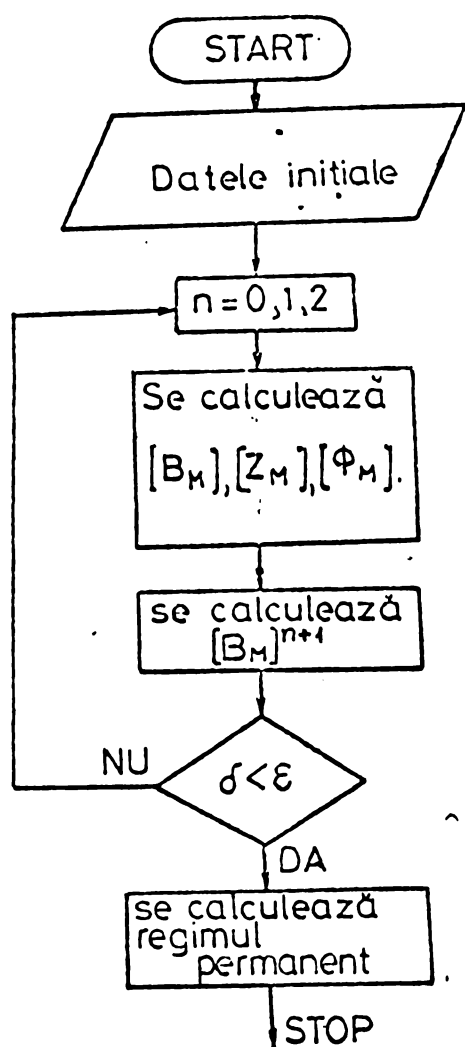 START
Datele inițiale
n = 0,1,2
Se calculează
[B_M],[Z_M],[Φ_M].
se calculează
[B_M]^{n+1}
NU
δ<ε
DA
se calculează
regimul
permanent
STOP